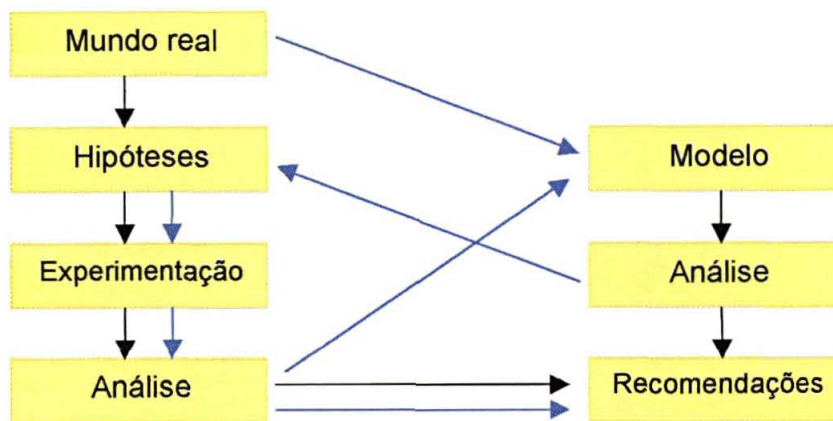 Mundo real
Hipóteses
Experimentação
Análise
Modelo
Análise
Recomendações